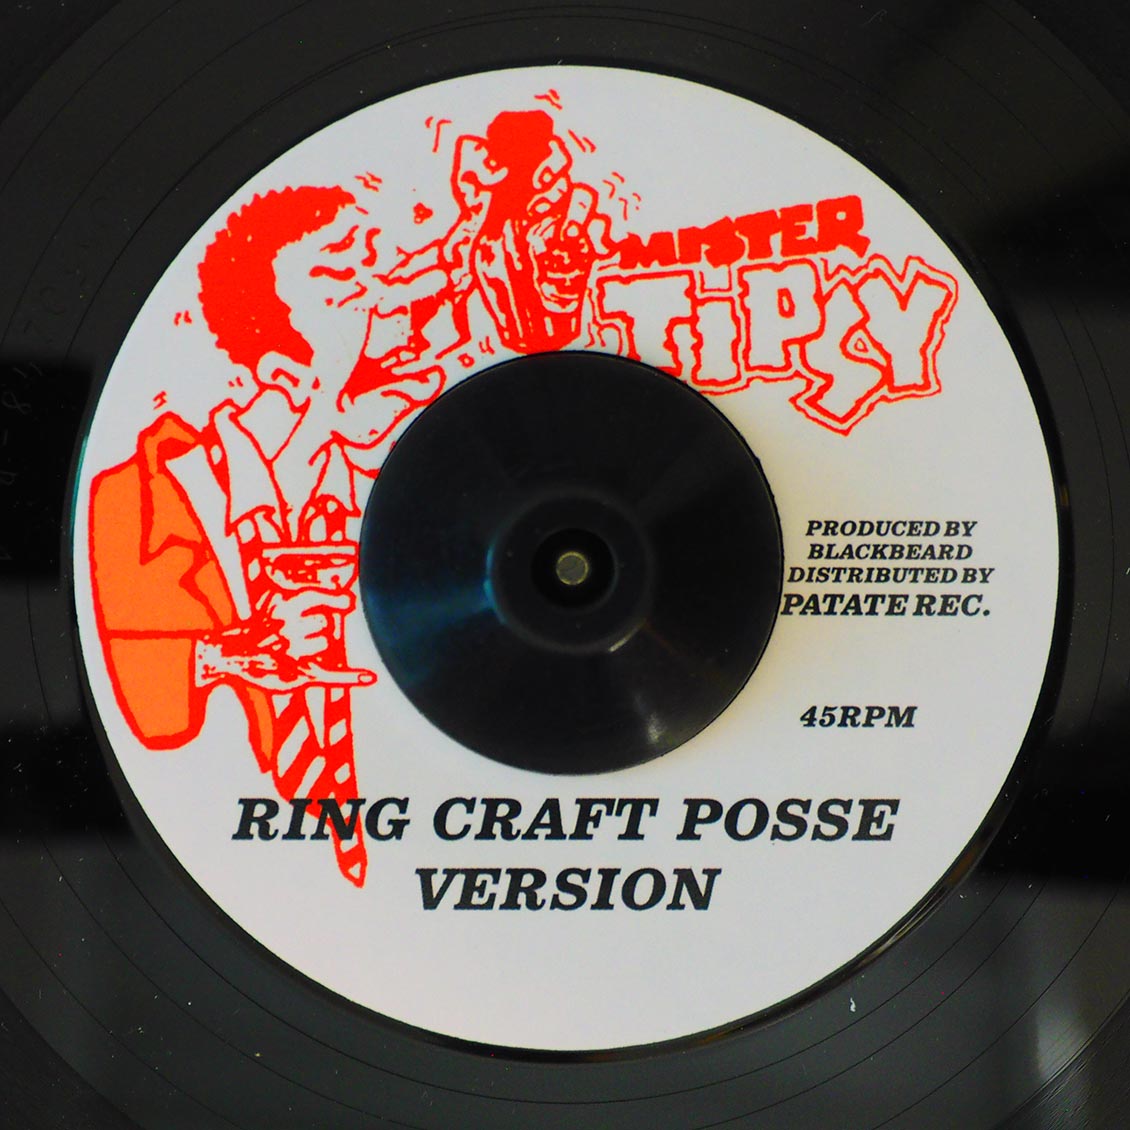 MISTER
TIPSY
PRODUCED BY
BLACKBEARD
DISTRIBUTED BY
PATATE REC.
45RPM
RING CRAFT POSSE
VERSION